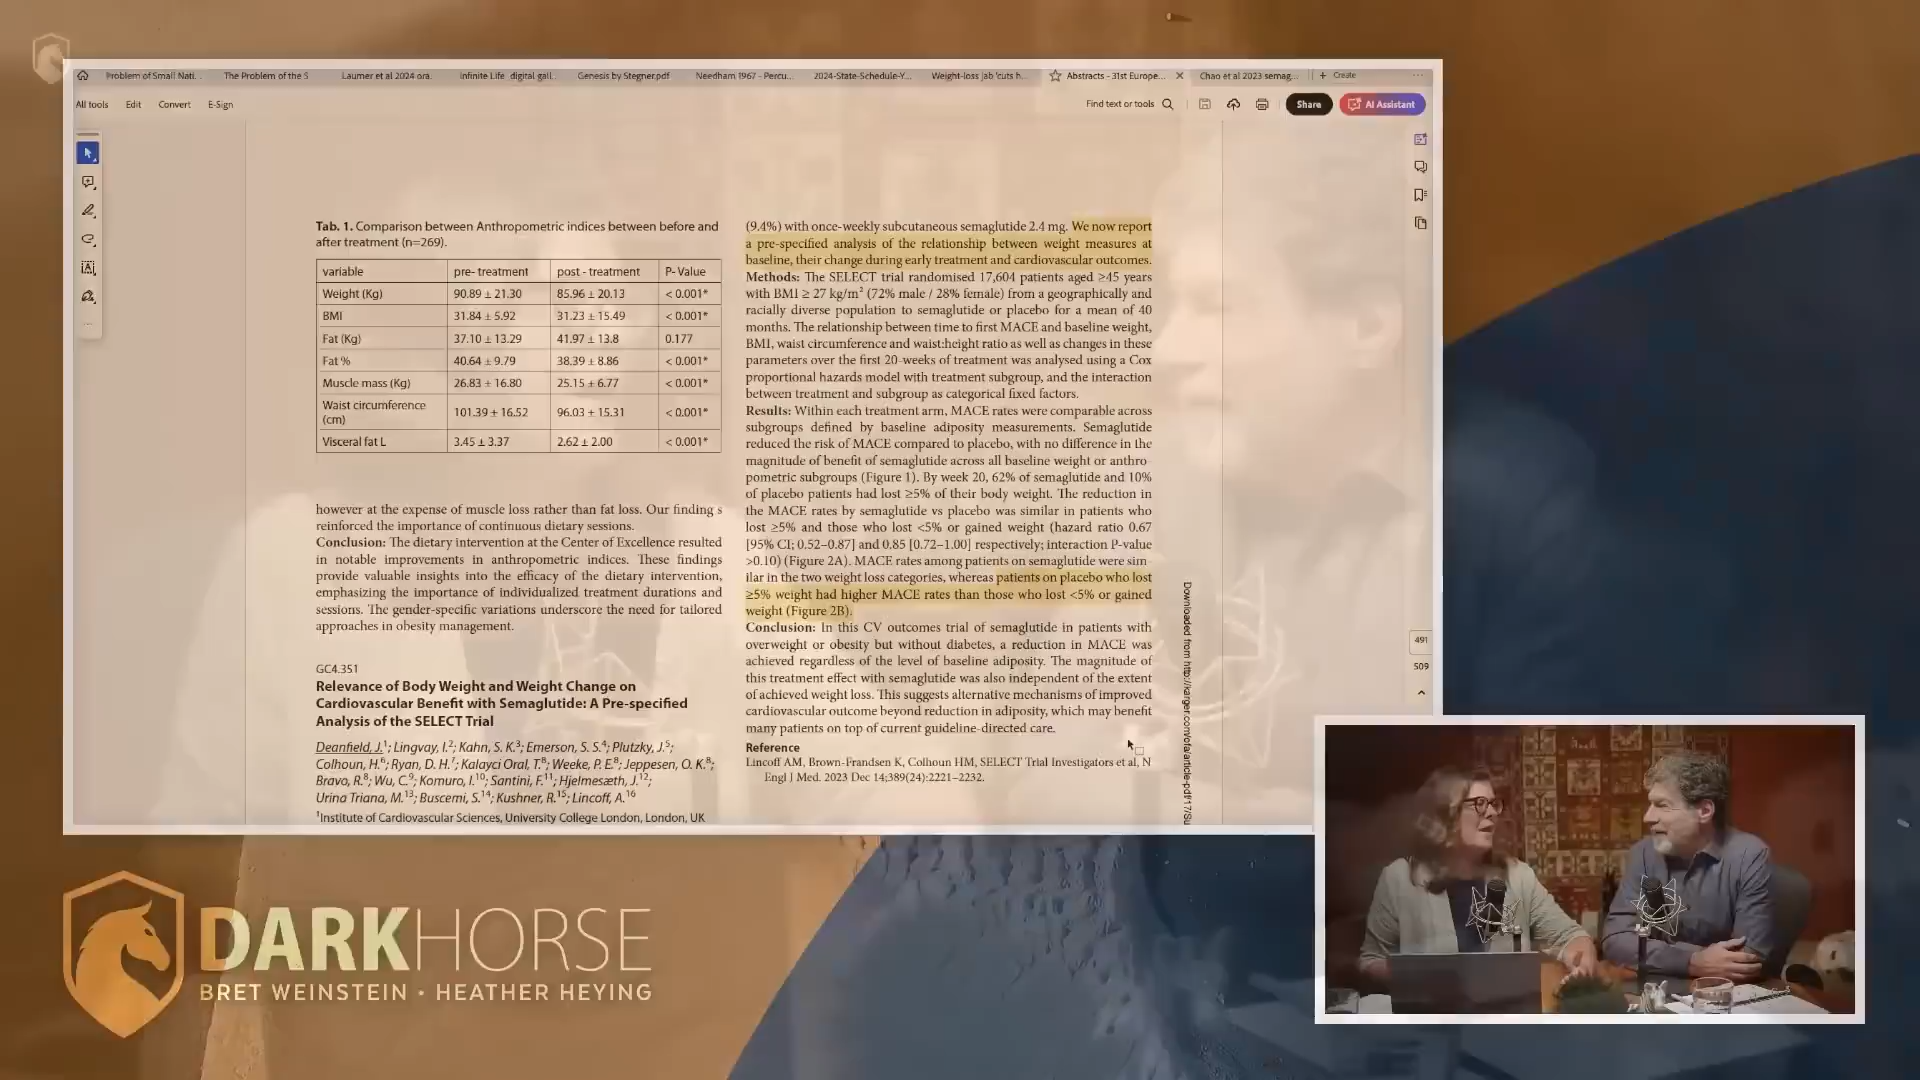 Problem of Small Nati...
The Problem of the S
Laumer et al 2024 ora.
Infinite Life_digital gall..
Genesis by Stegner.pdf
Needham 1967 - Percu...
2024-State-Schedule-Y...
Weight-loss jab 'cuts h...
Abstracts - 31st Europe...
Chao et al 2023 semag...
Create
All tools
Edit
Convert
E-Sign
Find text or tools
Share
AI Assistant
Tab. 1. Comparison between Anthropometric indices between before and
after treatment (n=269).
variable pre- treatment post - treatment P- Value
Weight (Kg) 90.89 ± 21.30 85.96 ± 20.13 < 0.001*
BMI 31.84 ± 5.92 31.23 ± 15.49 < 0.001*
Fat (Kg) 37.10 ± 13.29 41.97 ± 13.8 0.177
Fat % 40.64 ± 9.79 38.39 ± 8.86 < 0.001*
Muscle mass (Kg) 26.83 ± 16.80 25.15 ± 6.77 < 0.001*
Waist circumference
(cm) 101.39 ± 16.52 96.03 ± 15.31 < 0.001*
Visceral fat L 3.45 ± 3.37 2.62 ± 2.00 < 0.001*
however at the expense of muscle loss rather than fat loss. Our finding s
reinforced the importance of continuous dietary sessions.
Conclusion: The dietary intervention at the Center of Excellence resulted
in notable improvements in anthropometric indices. These findings
provide valuable insights into the efficacy of the dietary intervention,
emphasizing the importance of individualized treatment durations and
sessions. The gender-specific variations underscore the need for tailored
approaches in obesity management.
GC4.351
Relevance of Body Weight and Weight Change on
Cardiovascular Benefit with Semaglutide: A Pre-specified
Analysis of the SELECT Trial
Deanfield, J.1; Lingvay, I.2; Kahn, S. K.3; Emerson, S. S.4; Plutzky, J.5;
Colhoun, H.6; Ryan, D. H.7; Kalayci Oral, T.8; Weeke, P. E.8; Jeppesen, O. K.8;
Bravo, R.8; Wu, C.9; Komuro, I.10; Santini, F.11; Hjelmesæth, J.12;
Urina Triana, M.13; Buscemi, S.14; Kushner, R.15; Lincoff, A.16
1Institute of Cardiovascular Sciences, University College London, London, UK
(9.4%) with once-weekly subcutaneous semaglutide 2.4 mg. We now report
a pre-specified analysis of the relationship between weight measures at
baseline, their change during early treatment and cardiovascular outcomes.
Methods: The SELECT trial randomised 17,604 patients aged ≥45 years
with BMI ≥ 27 kg/m² (72% male / 28% female) from a geographically and
racially diverse population to semaglutide or placebo for a mean of 40
months. The relationship between time to first MACE and baseline weight,
BMI, waist circumference and waist:height ratio as well as changes in these
parameters over the first 20-weeks of treatment was analysed using a Cox
proportional hazards model with treatment subgroup, and the interaction
between treatment and subgroup as categorical fixed factors.
Results: Within each treatment arm, MACE rates were comparable across
subgroups defined by baseline adiposity measurements. Semaglutide
reduced the risk of MACE compared to placebo, with no difference in the
magnitude of benefit of semaglutide across all baseline weight or anthro-
pometric subgroups (Figure 1). By week 20, 62% of semaglutide and 10%
of placebo patients had lost ≥5% of their body weight. The reduction in
the MACE rates by semaglutide vs placebo was similar in patients who
lost ≥5% and those who lost <5% or gained weight (hazard ratio 0.67
[95% CI; 0.52–0.87] and 0.85 [0.72–1.00] respectively; interaction P-value
>0.10) (Figure 2A). MACE rates among patients on semaglutide were sim-
ilar in the two weight loss categories, whereas patients on placebo who lost
≥5% weight had higher MACE rates than those who lost <5% or gained
weight (Figure 2B).
Conclusion: In this CV outcomes trial of semaglutide in patients with
overweight or obesity but without diabetes, a reduction in MACE was
achieved regardless of the level of baseline adiposity. The magnitude of
this treatment effect with semaglutide was also independent of the extent
of achieved weight loss. This suggests alternative mechanisms of improved
cardiovascular outcome beyond reduction in adiposity, which may benefit
many patients on top of current guideline-directed care.
Reference
Lincoff AM, Brown-Frandsen K, Colhoun HM, SELECT Trial Investigators et al, N
Engl J Med. 2023 Dec 14;389(24):2221–2232.
Downloaded from http://karger.com/ofa/article-pdf/17/Su
491
509
DARKHORSE
BRET WEINSTEIN • HEATHER HEYING